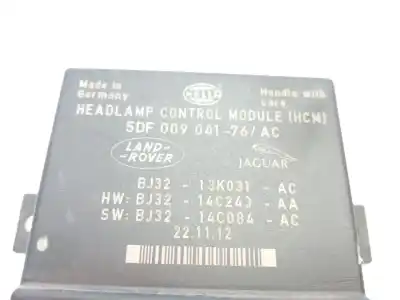 Made in
Germany
HELLA
Handle with
care
HEADLAMP CONTROL MODULE (HCM)
5DF 009 041-76/AC
LAND-
ROVER
JAGUAR
BJ32 - 13K031 - AC
HW: BJ32 - 14C243 - AA
SW: BJ32 - 14C084 - AC
22.11.12